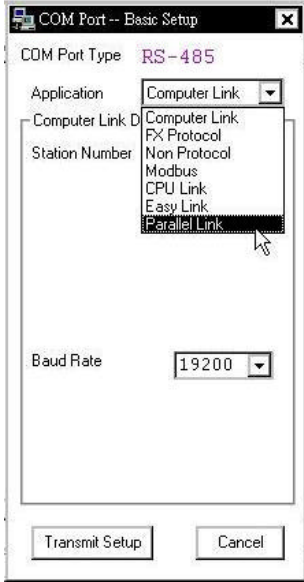 COM Port -- Basic Setup
COM Port Type RS-485
Application Computer Link
Computer Link D
Computer Link
FX Protocol
Station Number
Non Protocol
Modbus
CPU Link
Easy Link
Parallel Link
Baud Rate 19200
Transmit Setup Cancel